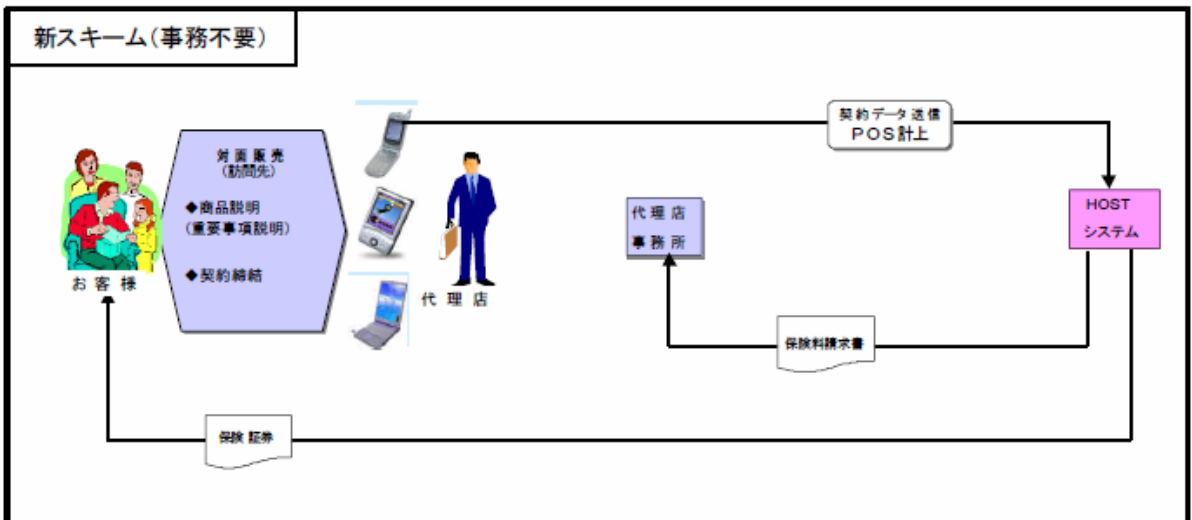 新スキーム（事務不要）
契約データ送信
POS計上
対面販売
（訪問先）
◆商品説明
（重要事項説明）
◆契約締結
お客様
代理店
代理店
事務所
HOST
システム
保険料請求書
保険証券